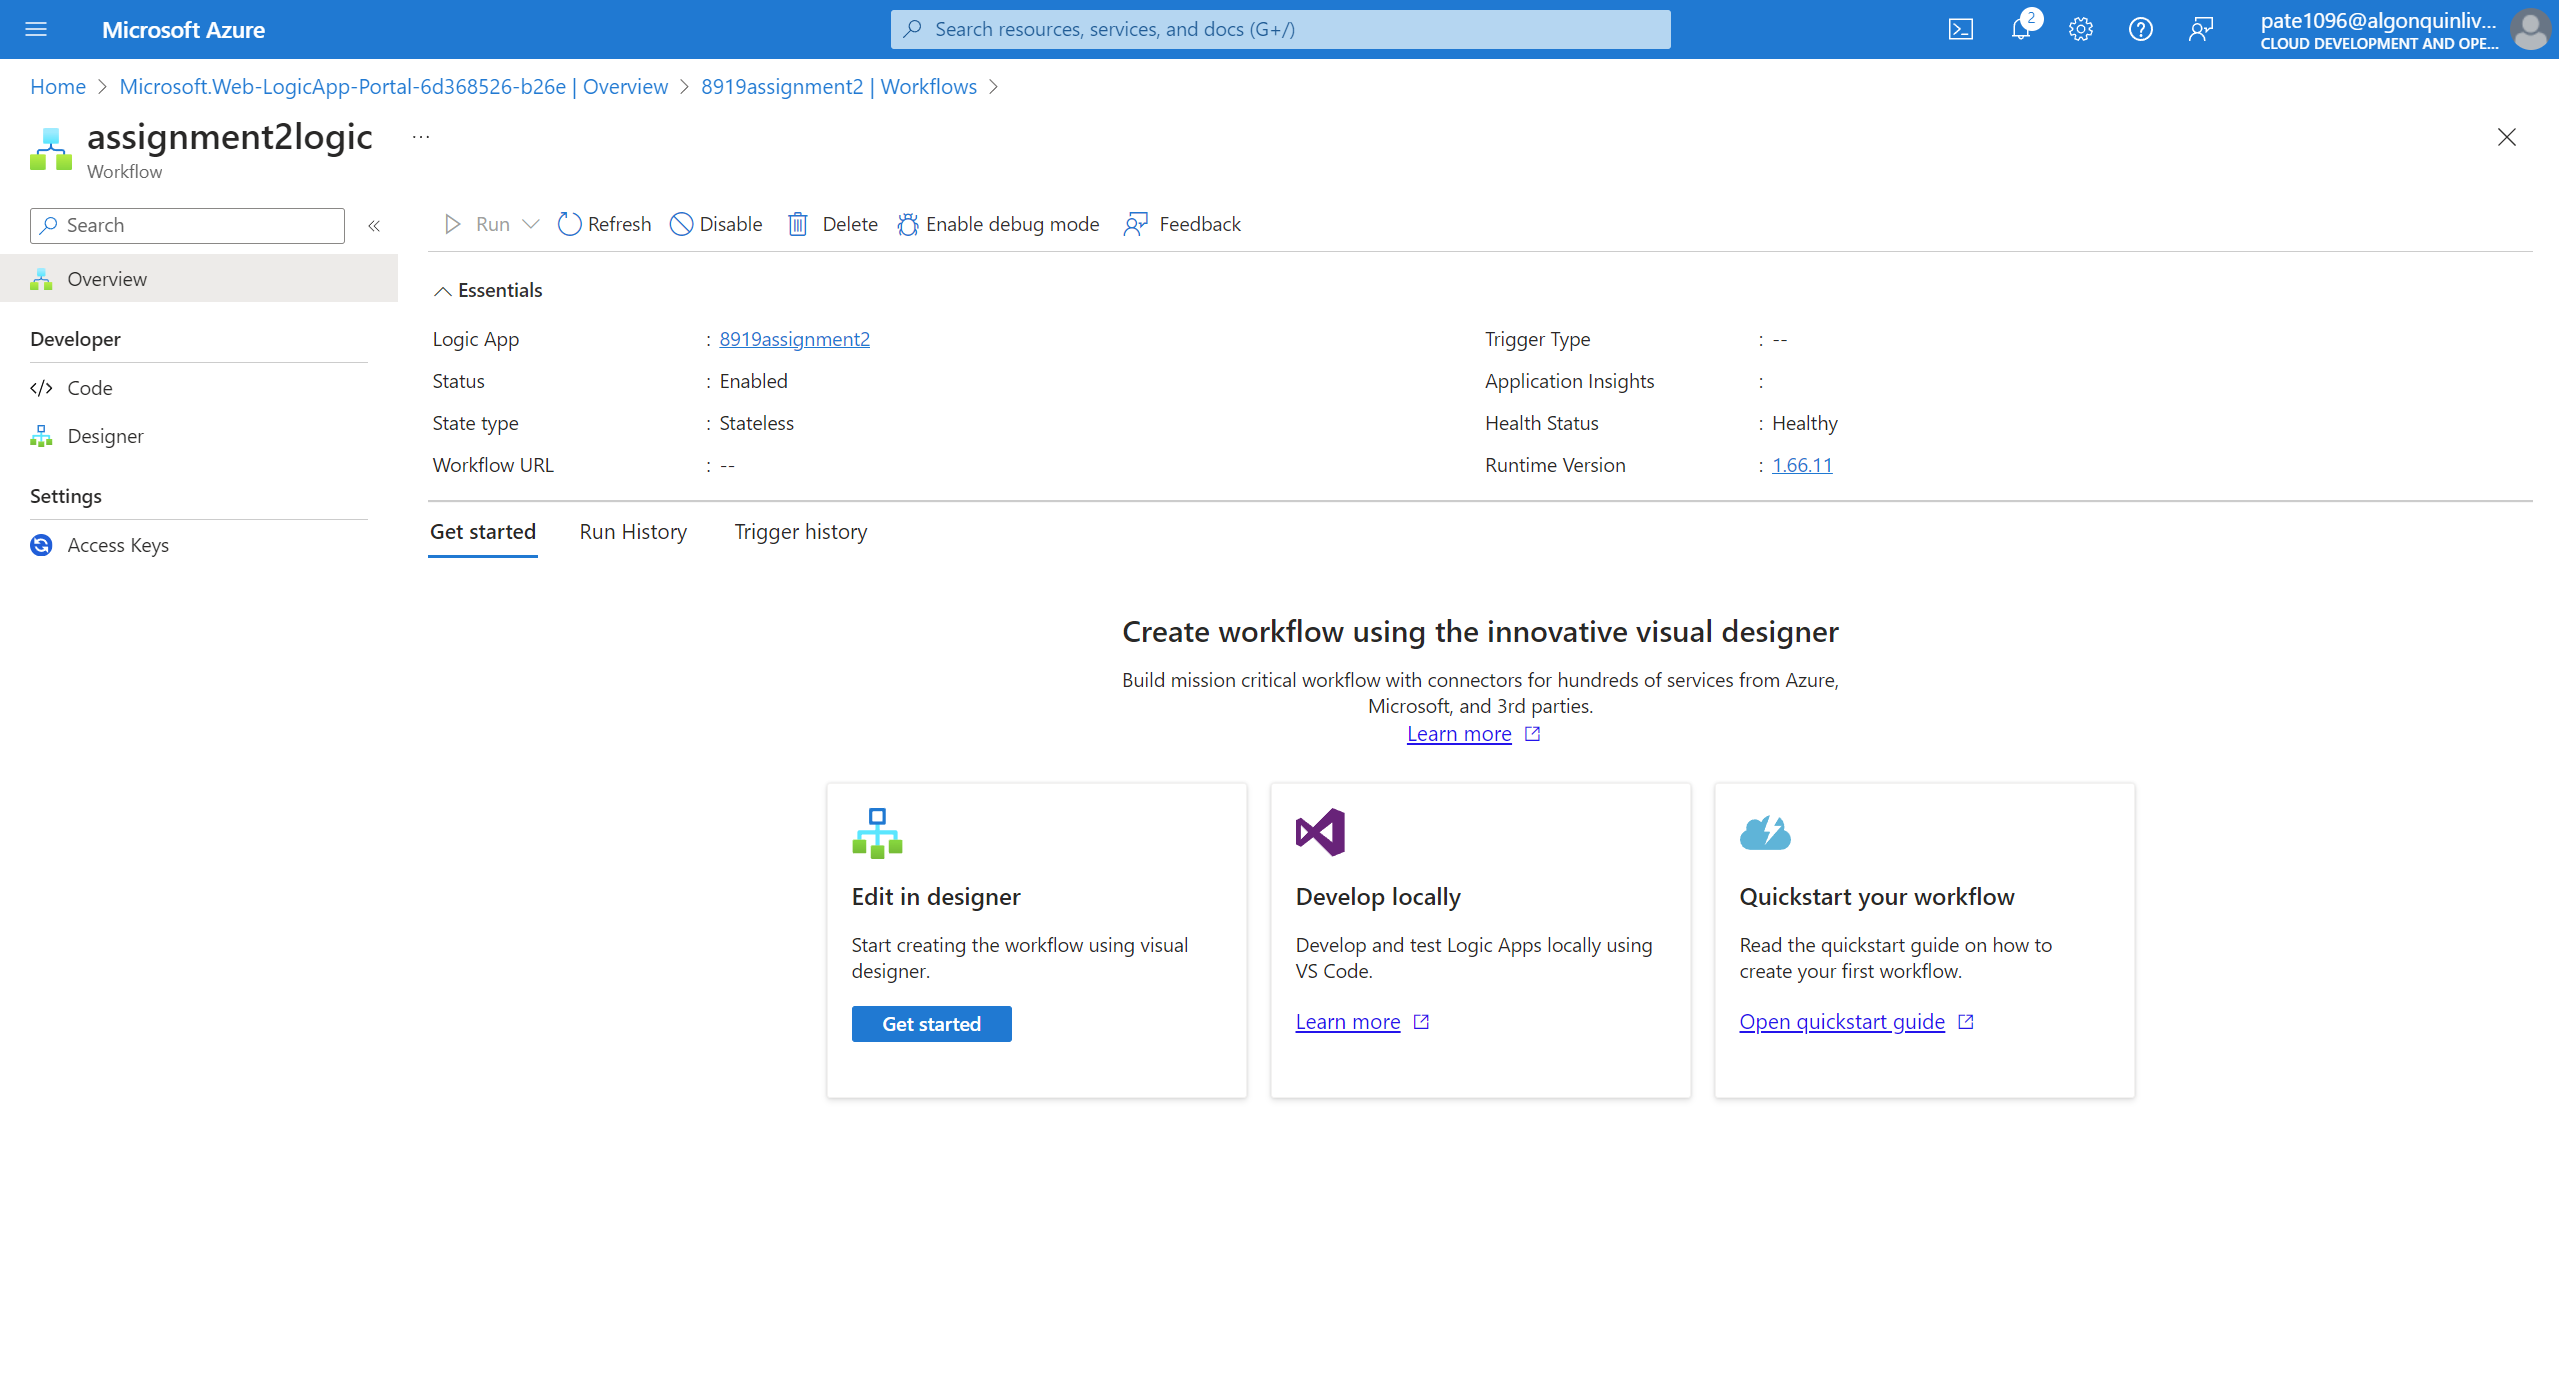 Microsoft Azure
Search resources, services, and docs (G+/)
2
pate1096@algonquinliv...
CLOUD DEVELOPMENT AND OPE...
Home > Microsoft.Web-LogicApp-Portal-6d368526-b26e | Overview > 8919assignment2 | Workflows >
assignment2logic ...
Workflow
Search «
Run Refresh Disable Delete Enable debug mode Feedback
Overview
Developer
</> Code
Designer
Settings
Access Keys
Essentials
Logic App : 8919assignment2
Status : Enabled
State type : Stateless
Workflow URL : --
Trigger Type : --
Application Insights :
Health Status : Healthy
Runtime Version : 1.66.11
Get started Run History Trigger history
Create workflow using the innovative visual designer
Build mission critical workflow with connectors for hundreds of services from Azure,
Microsoft, and 3rd parties.
Learn more
Edit in designer
Start creating the workflow using visual
designer.
Get started
Develop locally
Develop and test Logic Apps locally using
VS Code.
Learn more
Quickstart your workflow
Read the quickstart guide on how to
create your first workflow.
Open quickstart guide